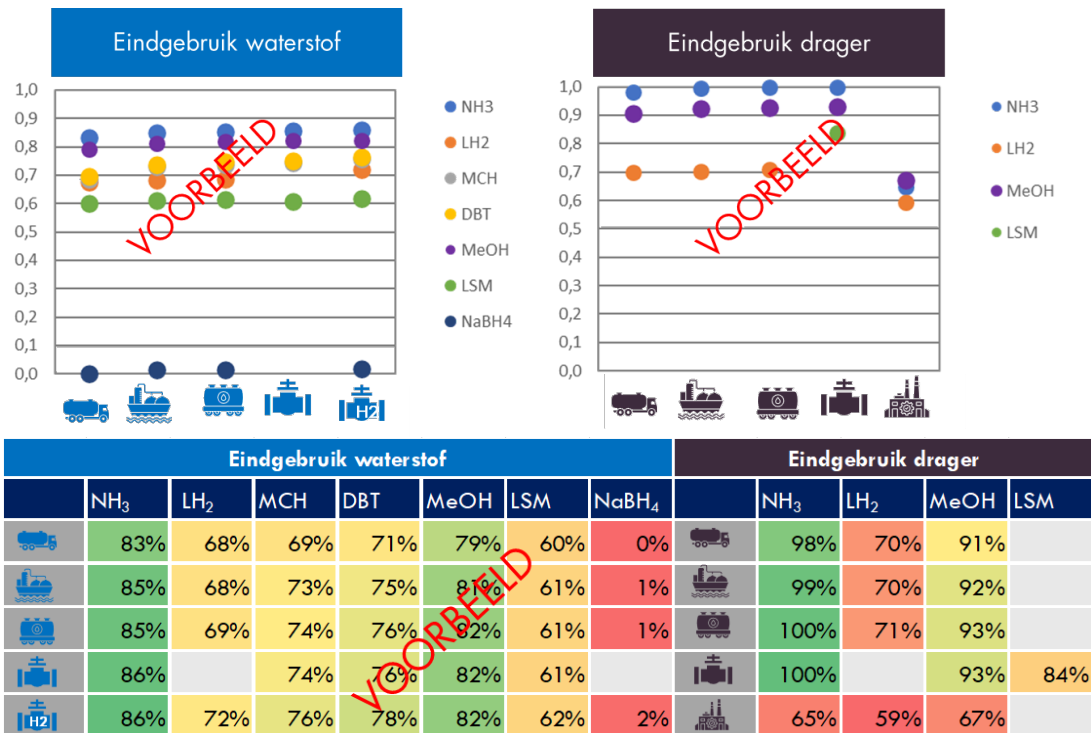 Eindgebruik waterstof
1,0
0,9
0,8
0,7
0,6
0,5
0,4
0,3
0,2
0,1
0,0
NH3
LH2
MCH
DBT
MeOH
LSM
NaBH4
VOORBEELD
H2
Eindgebruik drager
1,0
0,9
0,8
0,7
0,6
0,5
0,4
0,3
0,2
0,1
0,0
NH3
LH2
MeOH
LSM
VOORBEELD
Eindgebruik waterstof Eindgebruik drager
NH₃ LH₂ MCH DBT MeOH LSM NaBH₄ NH₃ LH₂ MeOH LSM
83% 68% 69% 71% 79% 60% 0% 98% 70% 91%
85% 68% 73% 75% 81% 61% 1% 99% 70% 92%
85% 69% 74% 76% 82% 61% 1% 100% 71% 93%
86% 74% 76% 82% 61% 100% 93% 84%
H2 86% 72% 76% 78% 82% 62% 2% 65% 59% 67%
VOORBEELD